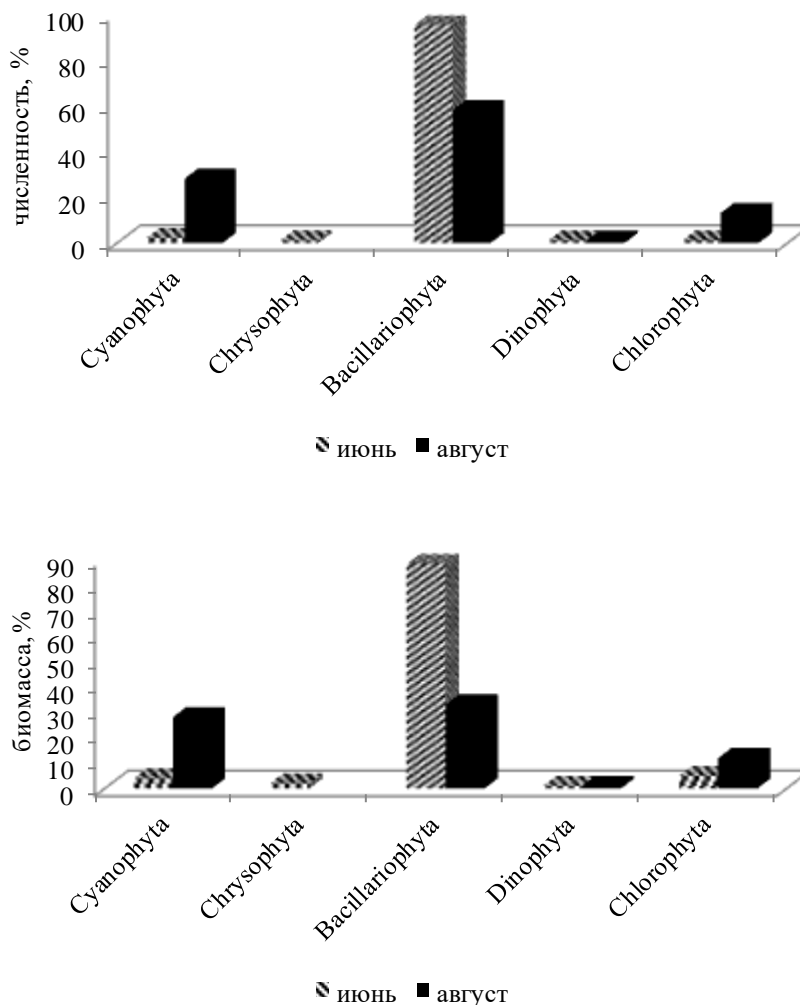 численность, %
100
80
60
40
20
0
Cyanophyta
Chrysophyta
Bacillariophyta
Dinophyta
Chlorophyta
июнь август
биомасса,%
90
80
70
60
50
40
30
20
10
0
Cyanophyta
Chrysophyta
Bacillariophyta
Dinophyta
Chlorophyta
июнь август